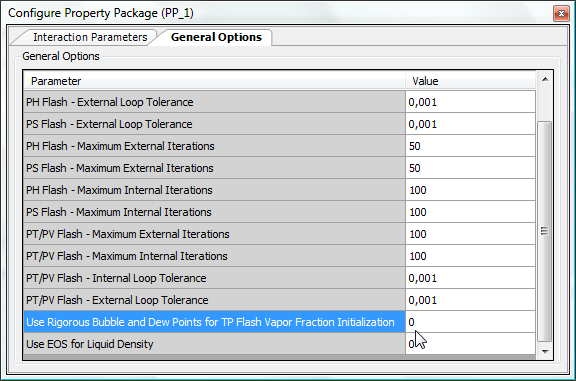 Configure Property Package (PP_1)
Interaction Parameters General Options
General Options
Parameter Value
PH Flash - External Loop Tolerance 0,001
PS Flash - External Loop Tolerance 0,001
PH Flash - Maximum External Iterations 50
PS Flash - Maximum External Iterations 50
PH Flash - Maximum Internal Iterations 100
PS Flash - Maximum Internal Iterations 100
PT/PV Flash - Maximum External Iterations 100
PT/PV Flash - Maximum Internal Iterations 100
PT/PV Flash - Internal Loop Tolerance 0,001
PT/PV Flash - External Loop Tolerance 0,001
Use Rigorous Bubble and Dew Points for TP Flash Vapor Fraction Initialization 0
Use EOS for Liquid Density 0